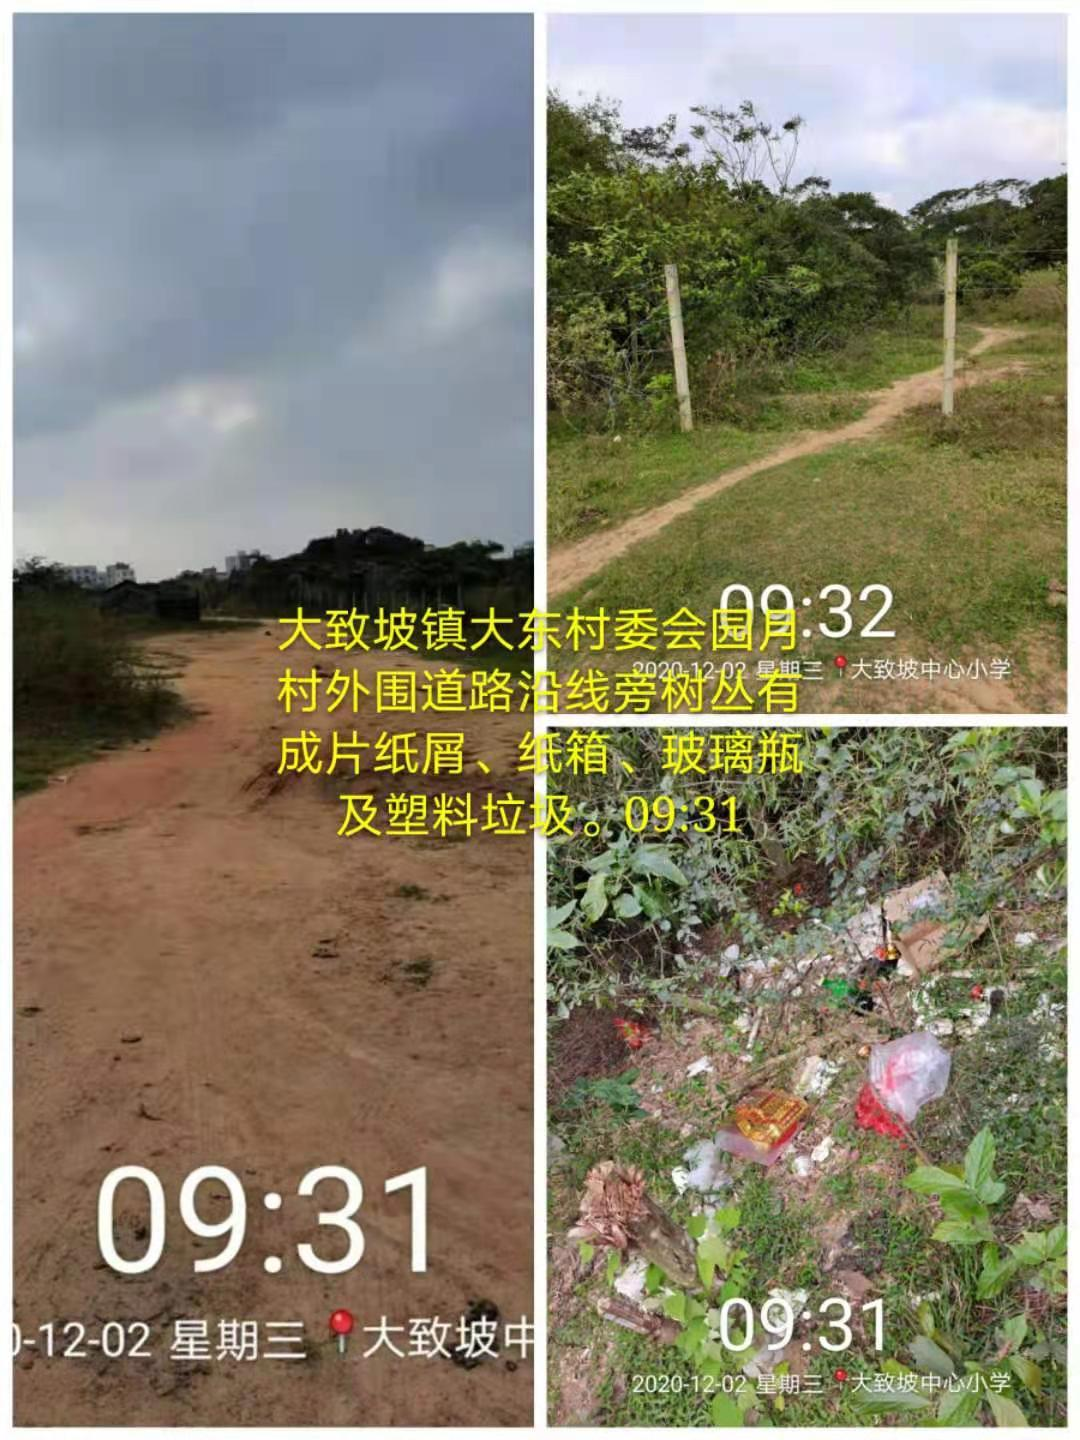 09:32
2020-12-02 星期三 大致坡中心小学
大致坡镇大东村委会园月
村外围道路沿线旁树丛有
成片纸屑、纸箱、玻璃瓶
及塑料垃圾。09:31
09:31
0-12-02 星期三 大致坡中
09:31
2020-12-02 星期三 大致坡中心小学